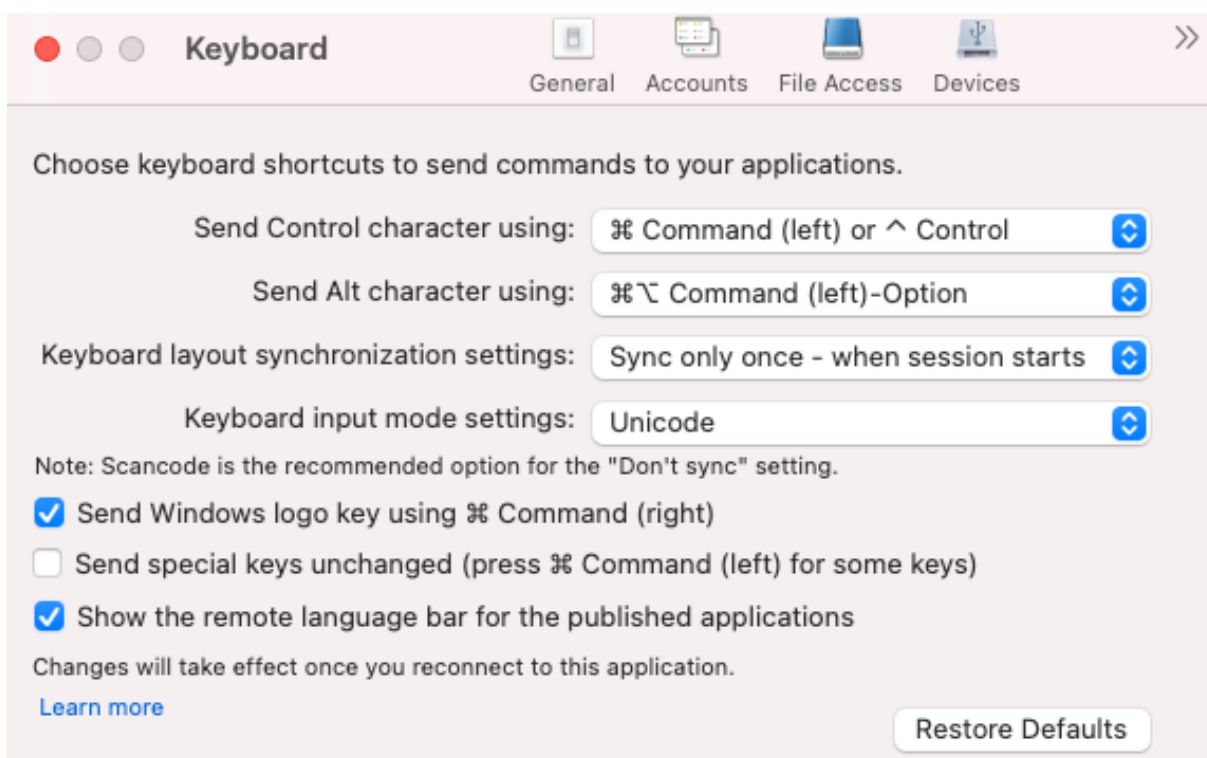 Keyboard
General Accounts File Access Devices
Choose keyboard shortcuts to send commands to your applications.
Send Control character using: ⌘ Command (left) or ^ Control
Send Alt character using: ⌘⌥ Command (left)-Option
Keyboard layout synchronization settings: Sync only once - when session starts
Keyboard input mode settings: Unicode
Note: Scancode is the recommended option for the "Don't sync" setting.
Send Windows logo key using ⌘ Command (right)
Send special keys unchanged (press ⌘ Command (left) for some keys)
Show the remote language bar for the published applications
Changes will take effect once you reconnect to this application.
Learn more
Restore Defaults